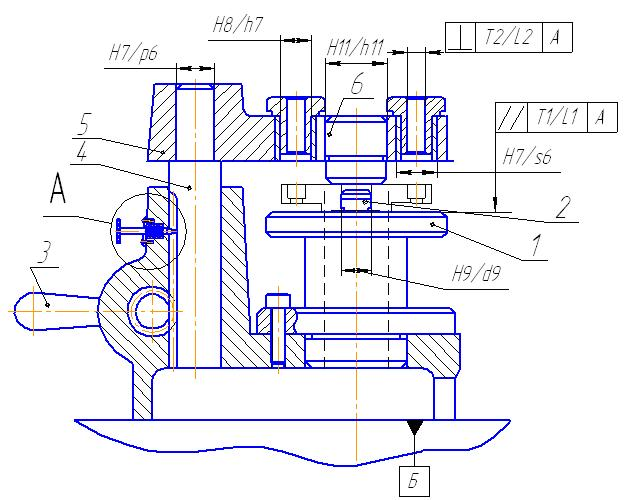 H8/h7
H11/h11
⊥ T2/L2 A
H7/p6
6
// T1/L1 A
5
4
H7/s6
A
2
1
3
H9/d9
Б